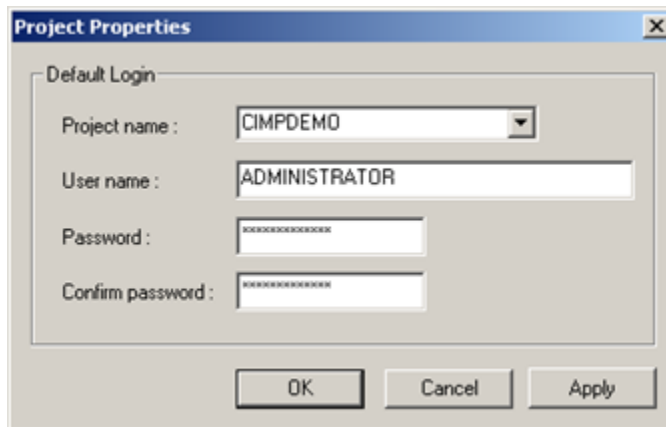 Project Properties
Default Login
Project name : CIMPDEMO
User name : ADMINISTRATOR
Password : *************
Confirm password : *************
OK Cancel Apply